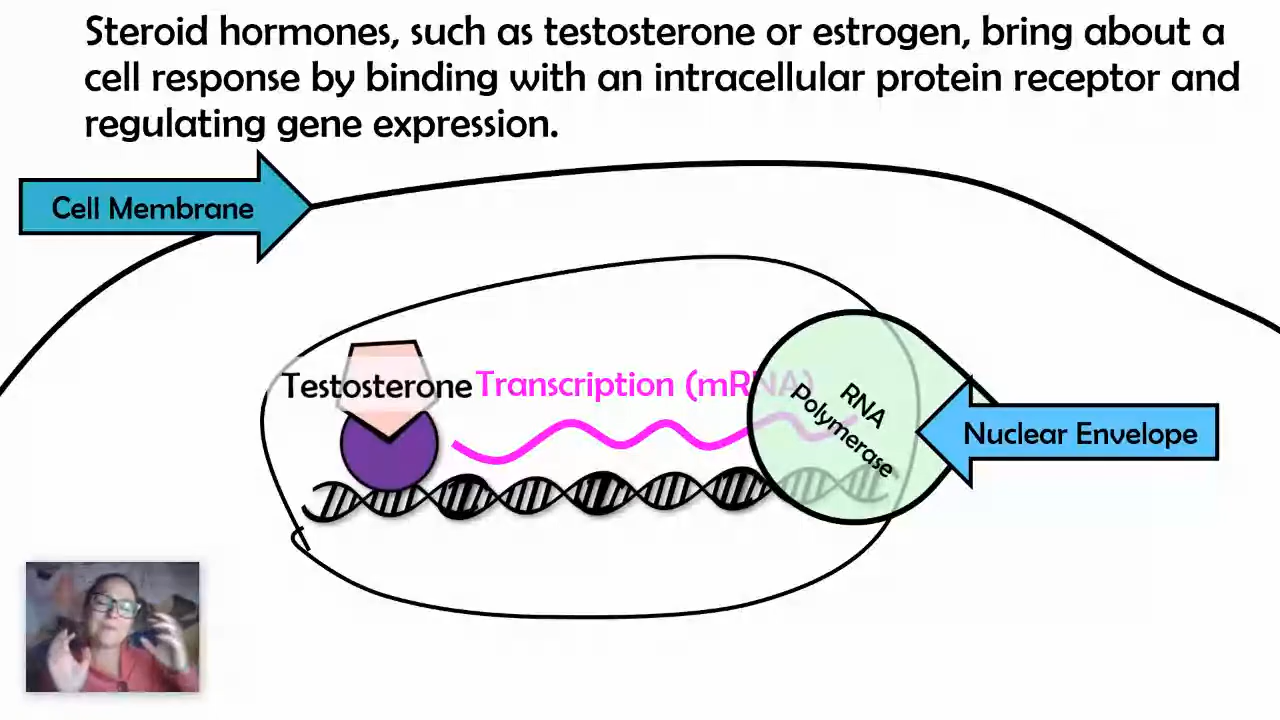 Steroid hormones, such as testosterone or estrogen, bring about a
cell response by binding with an intracellular protein receptor and
regulating gene expression.
Cell Membrane
Testosterone
Transcription (mRNA)
RNA
Polymerase
Nuclear Envelope